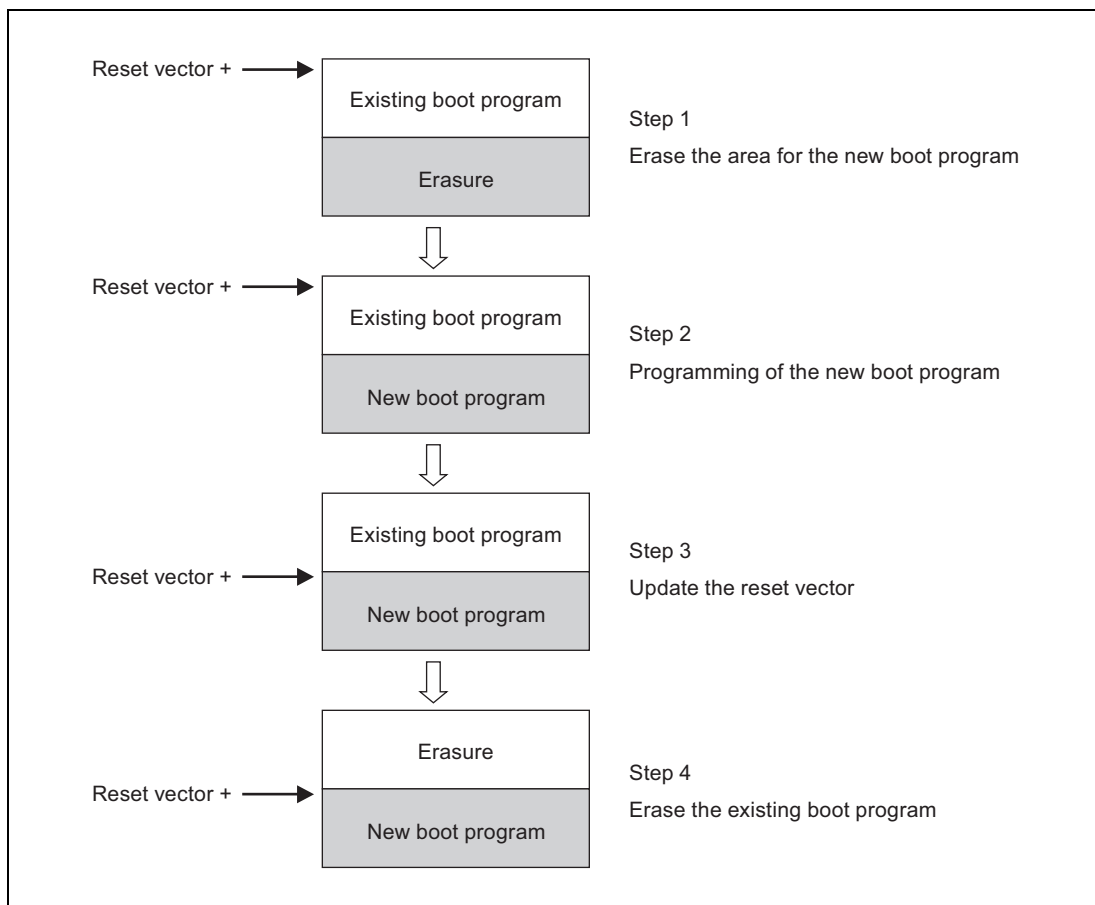 Reset vector +
Existing boot program
Erasure
Step 1
Erase the area for the new boot program
Reset vector +
Existing boot program
New boot program
Step 2
Programming of the new boot program
Existing boot program
Reset vector +
New boot program
Step 3
Update the reset vector
Erasure
Reset vector +
New boot program
Step 4
Erase the existing boot program